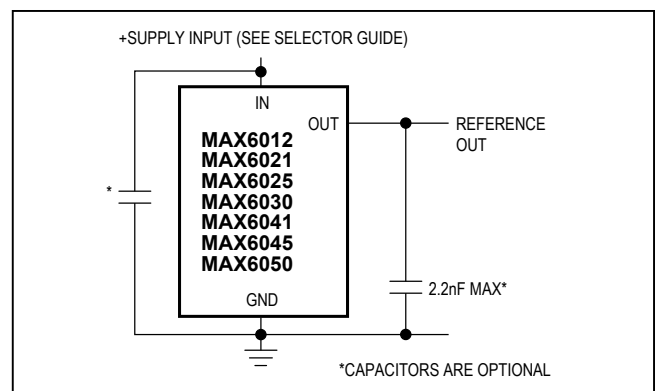 +SUPPLY INPUT (SEE SELECTOR GUIDE)
IN
OUT
REFERENCE
OUT
MAX6012
MAX6021
MAX6025
MAX6030
MAX6041
MAX6045
MAX6050
*
2.2nF MAX*
GND
*CAPACITORS ARE OPTIONAL